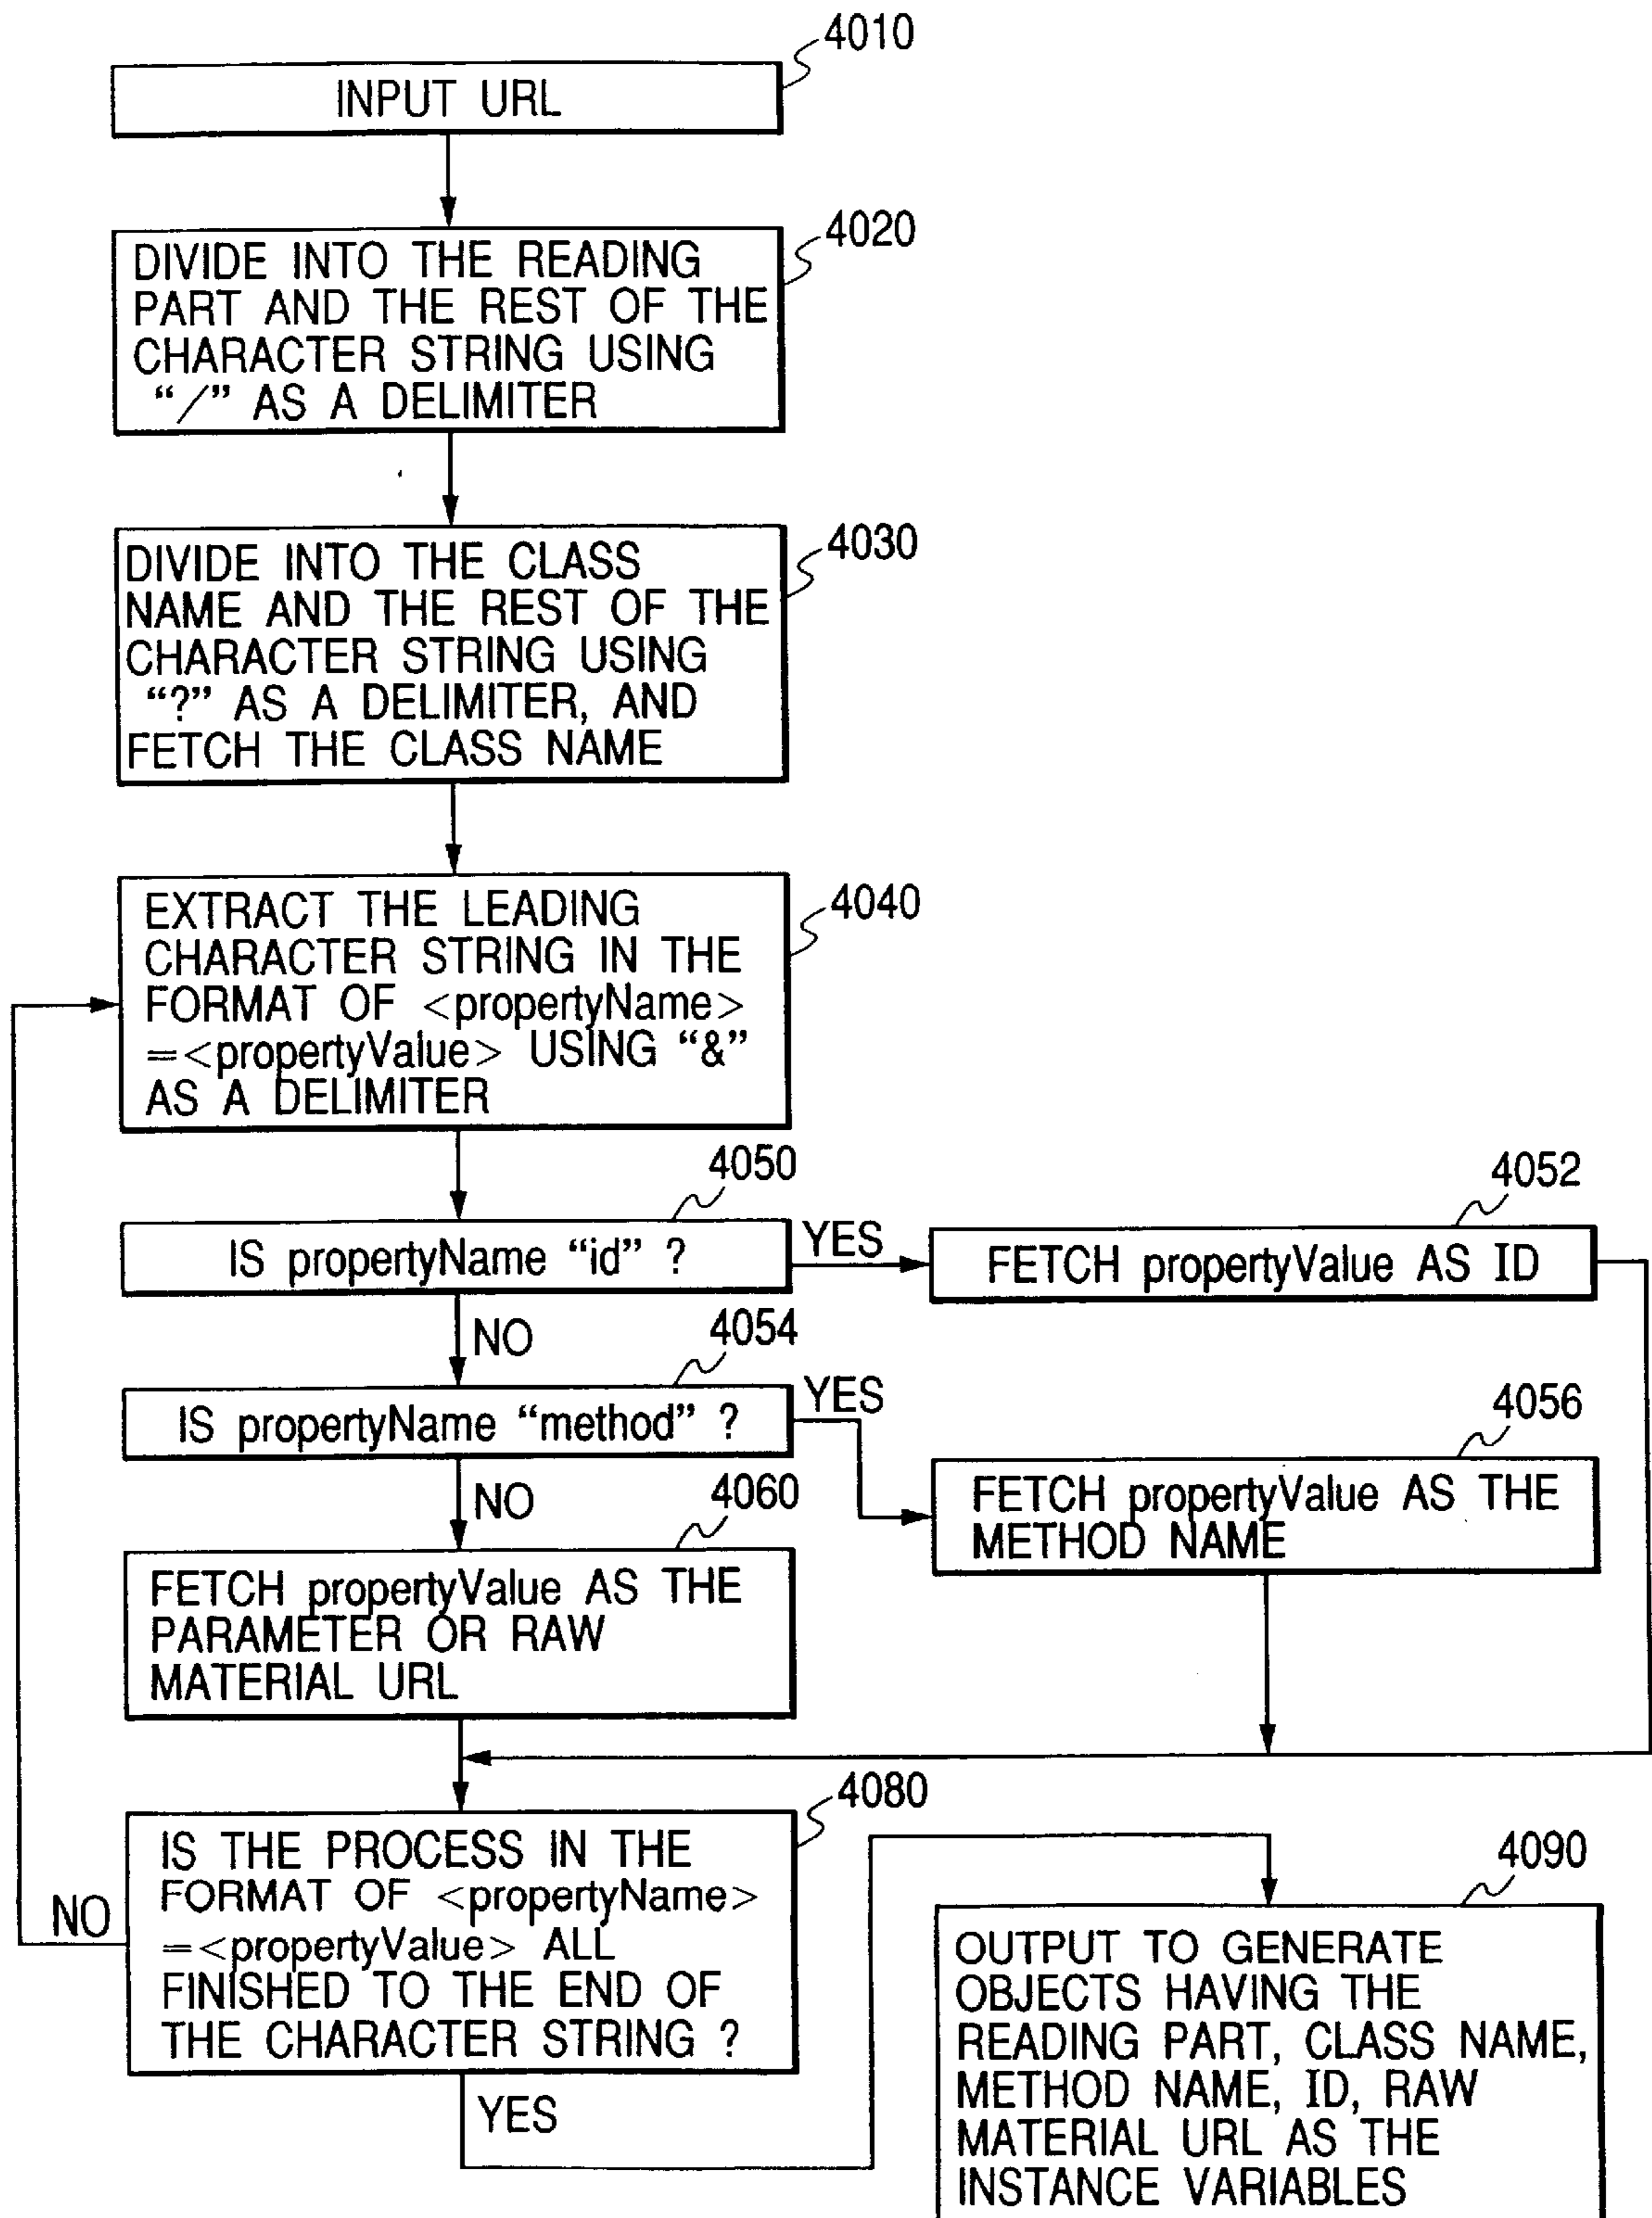 4010
INPUT URL
4020
DIVIDE INTO THE READING
PART AND THE REST OF THE
CHARACTER STRING USING
“/” AS A DELIMITER
4030
DIVIDE INTO THE CLASS
NAME AND THE REST OF THE
CHARACTER STRING USING
“?” AS A DELIMITER, AND
FETCH THE CLASS NAME
4040
EXTRACT THE LEADING
CHARACTER STRING IN THE
FORMAT OF <propertyName>
=<propertyValue> USING “&”
AS A DELIMITER
4050
IS propertyName “id” ?
YES
4052
FETCH propertyValue AS ID
NO
4054
IS propertyName “method” ?
YES
4056
FETCH propertyValue AS THE
METHOD NAME
NO
4060
FETCH propertyValue AS THE
PARAMETER OR RAW
MATERIAL URL
4080
IS THE PROCESS IN THE
FORMAT OF <propertyName>
=<propertyValue> ALL
FINISHED TO THE END OF
THE CHARACTER STRING ?
NO
YES
4090
OUTPUT TO GENERATE
OBJECTS HAVING THE
READING PART, CLASS NAME,
METHOD NAME, ID, RAW
MATERIAL URL AS THE
INSTANCE VARIABLES